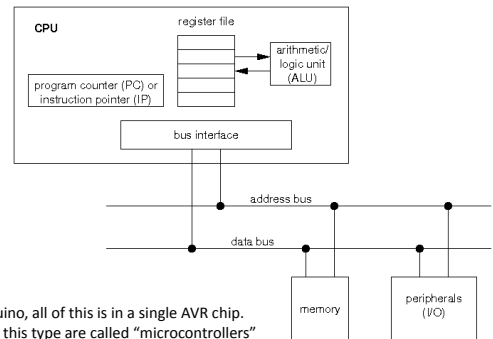 CPU
register file
arithmetic/
logic unit
(ALU)
program counter (PC) or
instruction pointer (IP)
bus interface
address bus
data bus
memory
peripherals
(I/O)
uino, all of this is in a single AVR chip.
this type are called “microcontrollers”